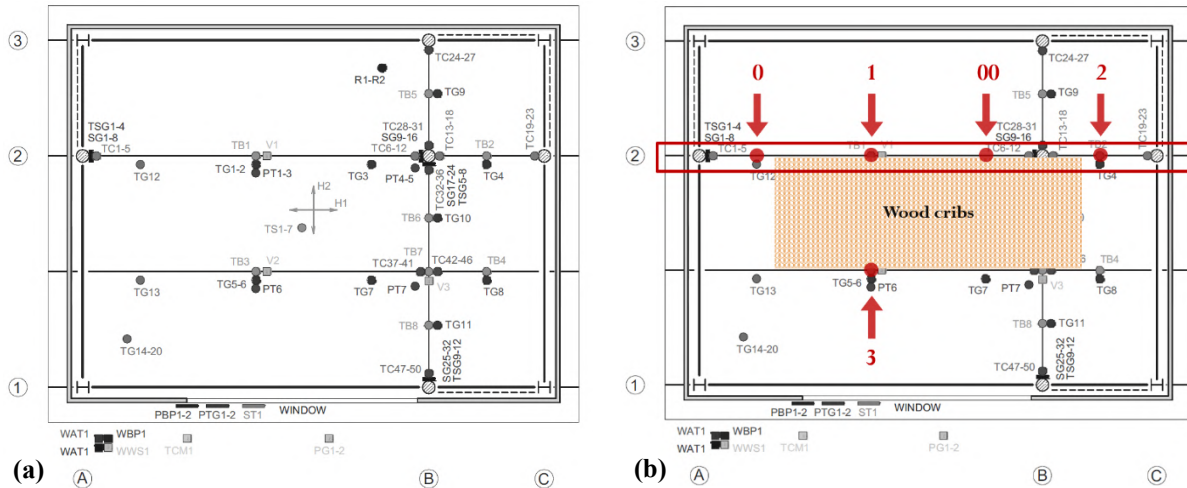 3
TC24-27
R1-R2
TB5
TG9
TSG1-4
SG1-8
TC1-5
TC28-31
SG9-16
TC6-12
TC13-18
TC19-23
2
TB1
V1
TB2
TG12
TG1-2
PT1-3
TG3
PT4-5
TG4
TC32-36
SG17-24
TSG5-8
H2
H1
TS1-7
TB6
TG10
TB7
TB3
V2
TC37-41
TC42-46
TB4
TG13
TG5-6
PT6
TG7
PT7
V3
TG8
TB8
TG11
TG14-20
TC47-50
SG25-32
TSG9-12
1
WINDOW
PBP1-2
PTG1-2
ST1
WAT1
WBP1
WAT1
WWS1
TCM1
PG1-2
(a)
A
B
C
3
TC24-27
0
1
00
2
TB5
TG9
TSG1-4
SG1-8
TC1-5
TC28-31
SG9-16
TC6-12
TC13-18
TC19-23
2
TB1
V1
TB2
TG12
TG4
Wood cribs
TB4
TG13
TG5-6
PT6
TG7
PT7
V3
TG8
3
TB8
TG11
TG14-20
TC47-50
SG25-32
TSG9-12
1
WINDOW
PBP1-2
PTG1-2
ST1
WAT1
WBP1
WAT1
WWS1
TCM1
PG1-2
(b)
A
B
C